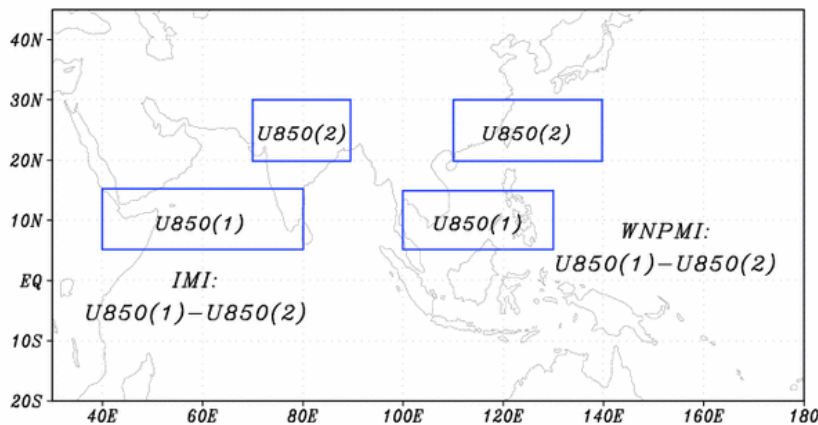 40N
30N
U850(2)
U850(2)
20N
10N
U850(1)
U850(1)
WNPMI:
U850(1)-U850(2)
EQ
IMI:
U850(1)-U850(2)
10S
20S
40E
60E
80E
100E
120E
140E
160E
180